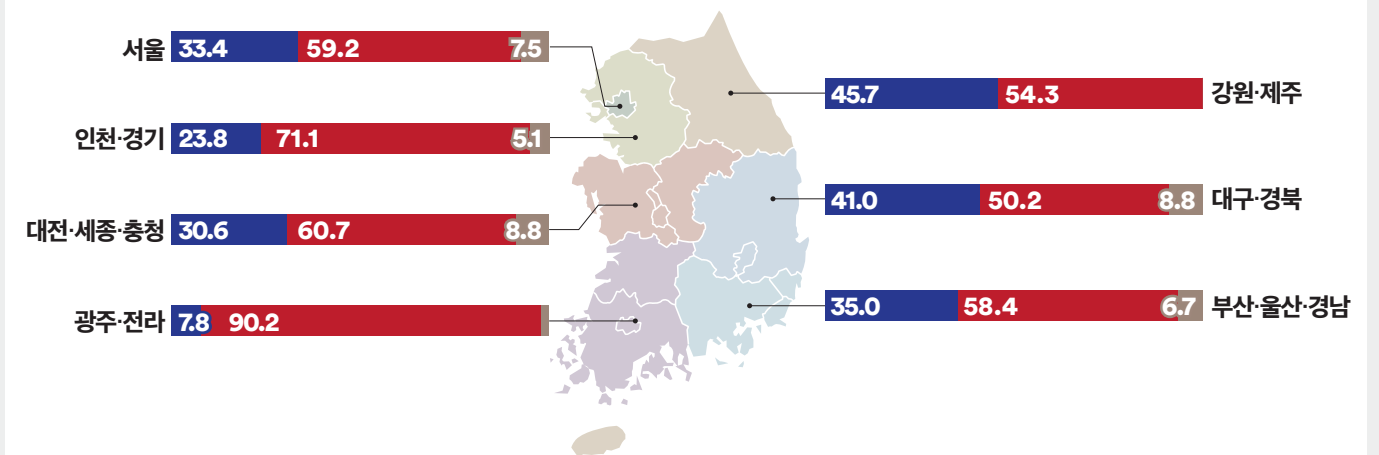 서울 33.4 59.2 7.5
인천·경기 23.8 71.1 5.1
대전·세종·충청 30.6 60.7 8.8
광주·전라 7.8 90.2
45.7 54.3 강원·제주
41.0 50.2 8.8 대구·경북
35.0 58.4 6.7 부산·울산·경남